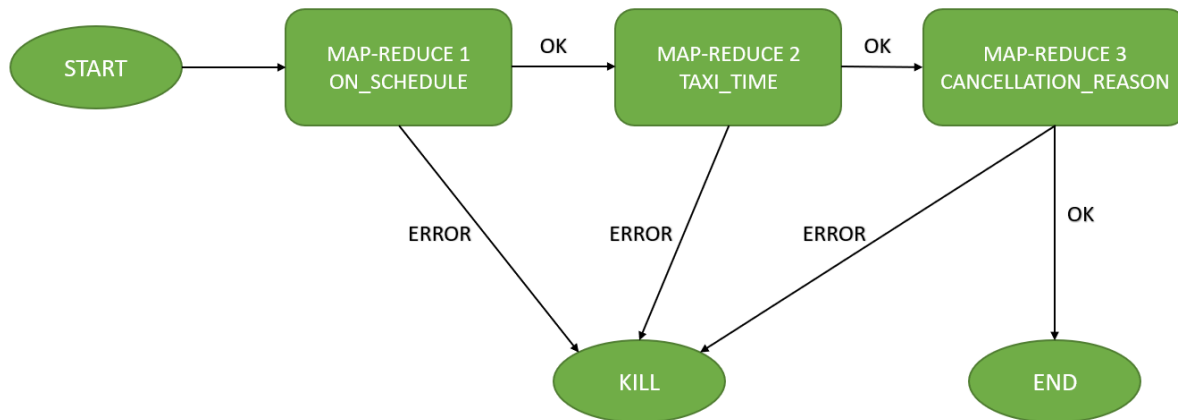 START
MAP-REDUCE 1
ON_SCHEDULE
OK
MAP-REDUCE 2
TAXI_TIME
OK
MAP-REDUCE 3
CANCELLATION_REASON
ERROR
ERROR
ERROR
OK
KILL
END